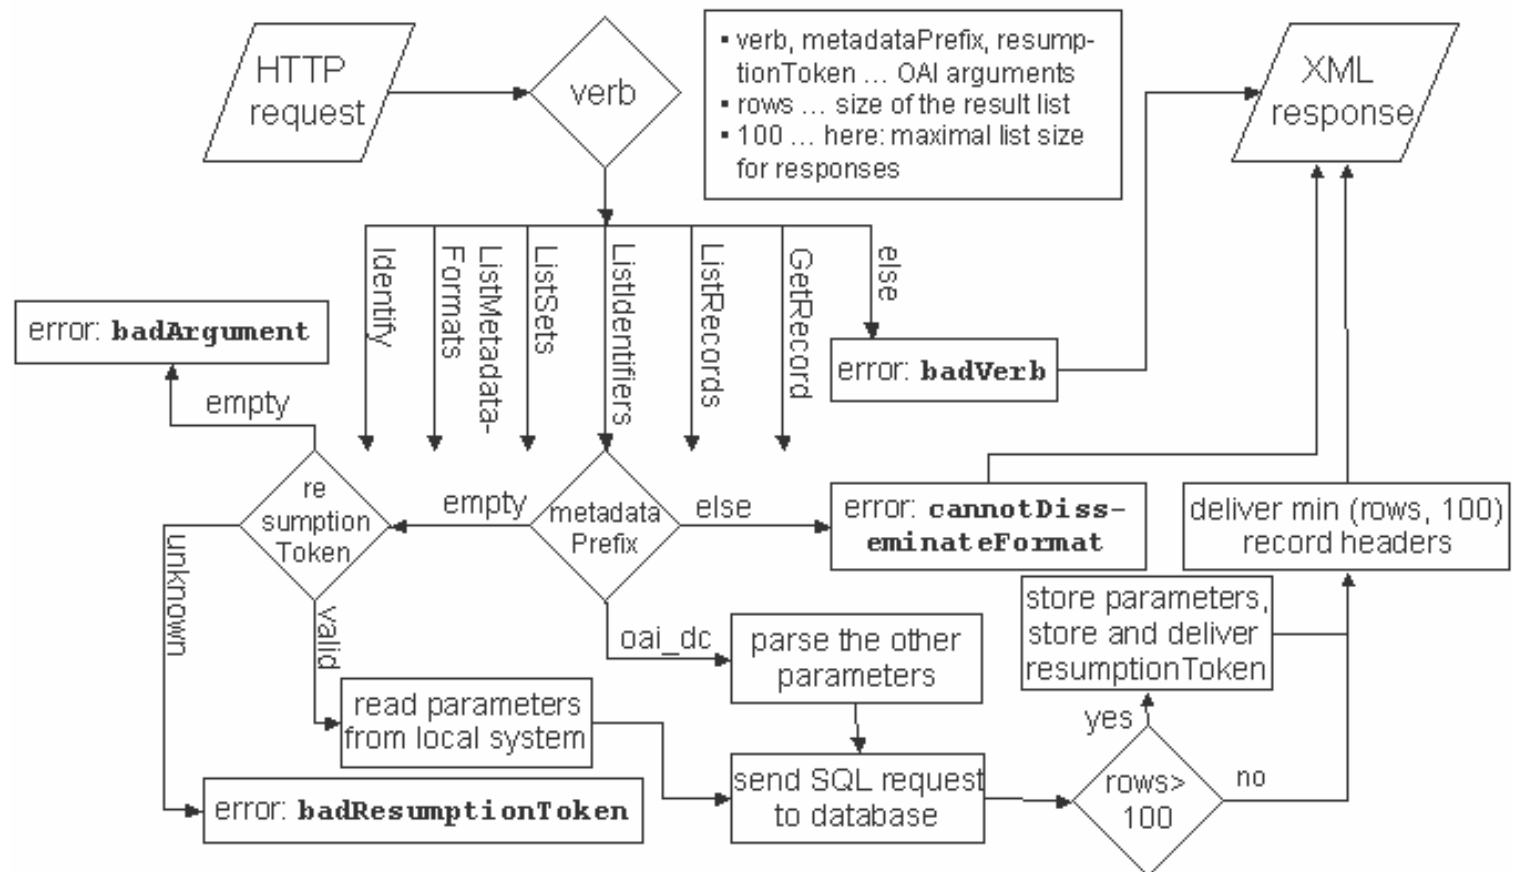 HTTP
request
verb
▪ verb, metadataPrefix, resump-
tionToken ... OAI arguments
▪ rows ... size of the result list
▪ 100 ... here: maximal list size
for responses
XML
response
Identify
ListMetadata-
Formats
ListSets
ListIdentifiers
ListRecords
GetRecord
else
error: badArgument
error: badVerb
empty
re
sumption
Token
empty
metadata
Prefix
else
error: cannotDiss-
eminateFormat
deliver min (rows, 100)
record headers
unknown
valid
oai_dc
parse the other
parameters
store parameters,
store and deliver
resumptionToken
read parameters
from local system
yes
send SQL request
to database
rows>
100
no
error: badResumptionToken